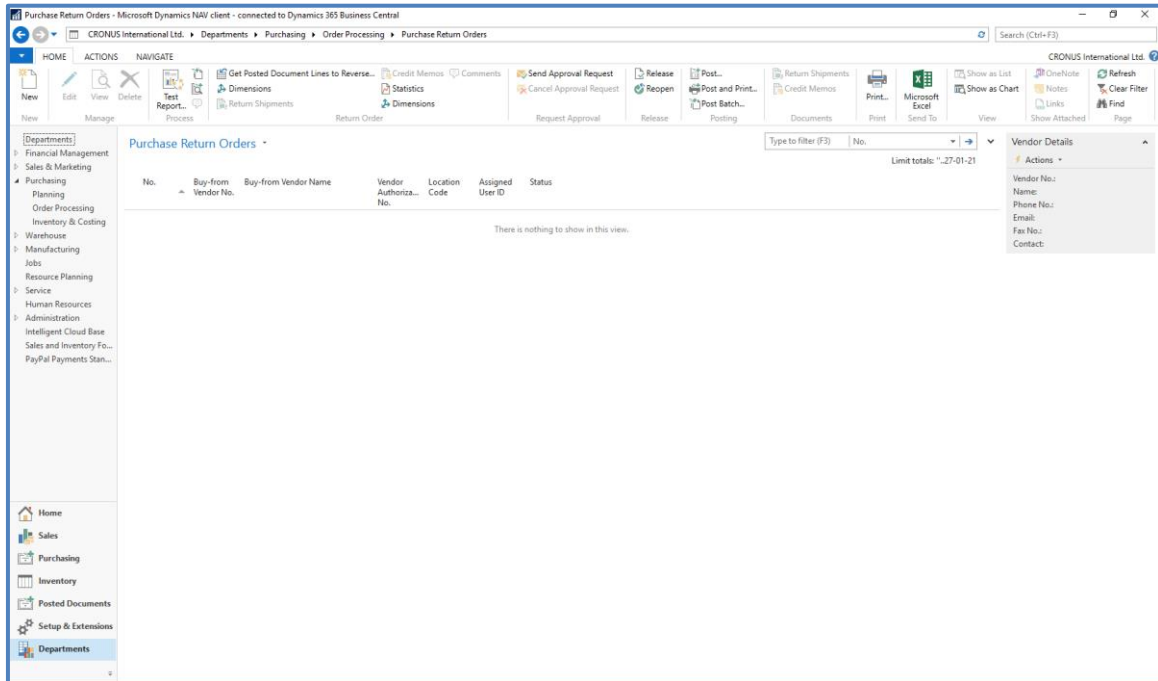 Purchase Return Orders - Microsoft Dynamics NAV client - connected to Dynamics 365 Business Central
CRONUS International Ltd. Departments Purchasing Order Processing Purchase Return Orders
Search (Ctrl+F3)
HOME ACTIONS NAVIGATE
CRONUS International Ltd.
New
New
Edit View Delete
Manage
Test Report...
Get Posted Document Lines to Reverse...
Dimensions
Return Shipments
Process
Credit Memos Comments
Statistics
Dimensions
Return Order
Send Approval Request
Cancel Approval Request
Request Approval
Release
Reopen
Release
Post...
Post and Print...
Post Batch...
Posting
Return Shipments
Credit Memos
Documents
Print...
Print
Microsoft Excel
Send To
Show as List
Show as Chart
View
OneNote
Notes
Links
Show Attached
Refresh
Clear Filter
Find
Page
Departments
Financial Management
Sales & Marketing
Purchasing
Planning
Order Processing
Inventory & Costing
Warehouse
Manufacturing
Jobs
Resource Planning
Service
Human Resources
Administration
Intelligent Cloud Base
Sales and Inventory Fo...
PayPal Payments Stan...
Home
Sales
Purchasing
Inventory
Posted Documents
Setup & Extensions
Departments
Purchase Return Orders
Type to filter (F3) No.
Limit totals: ''..27-01-21
No. Buy-from Vendor No. Buy-from Vendor Name Vendor Authoriza... No. Location Code Assigned User ID Status
There is nothing to show in this view.
Vendor Details
Actions
Vendor No.:
Name:
Phone No.:
Email:
Fax No.:
Contact: